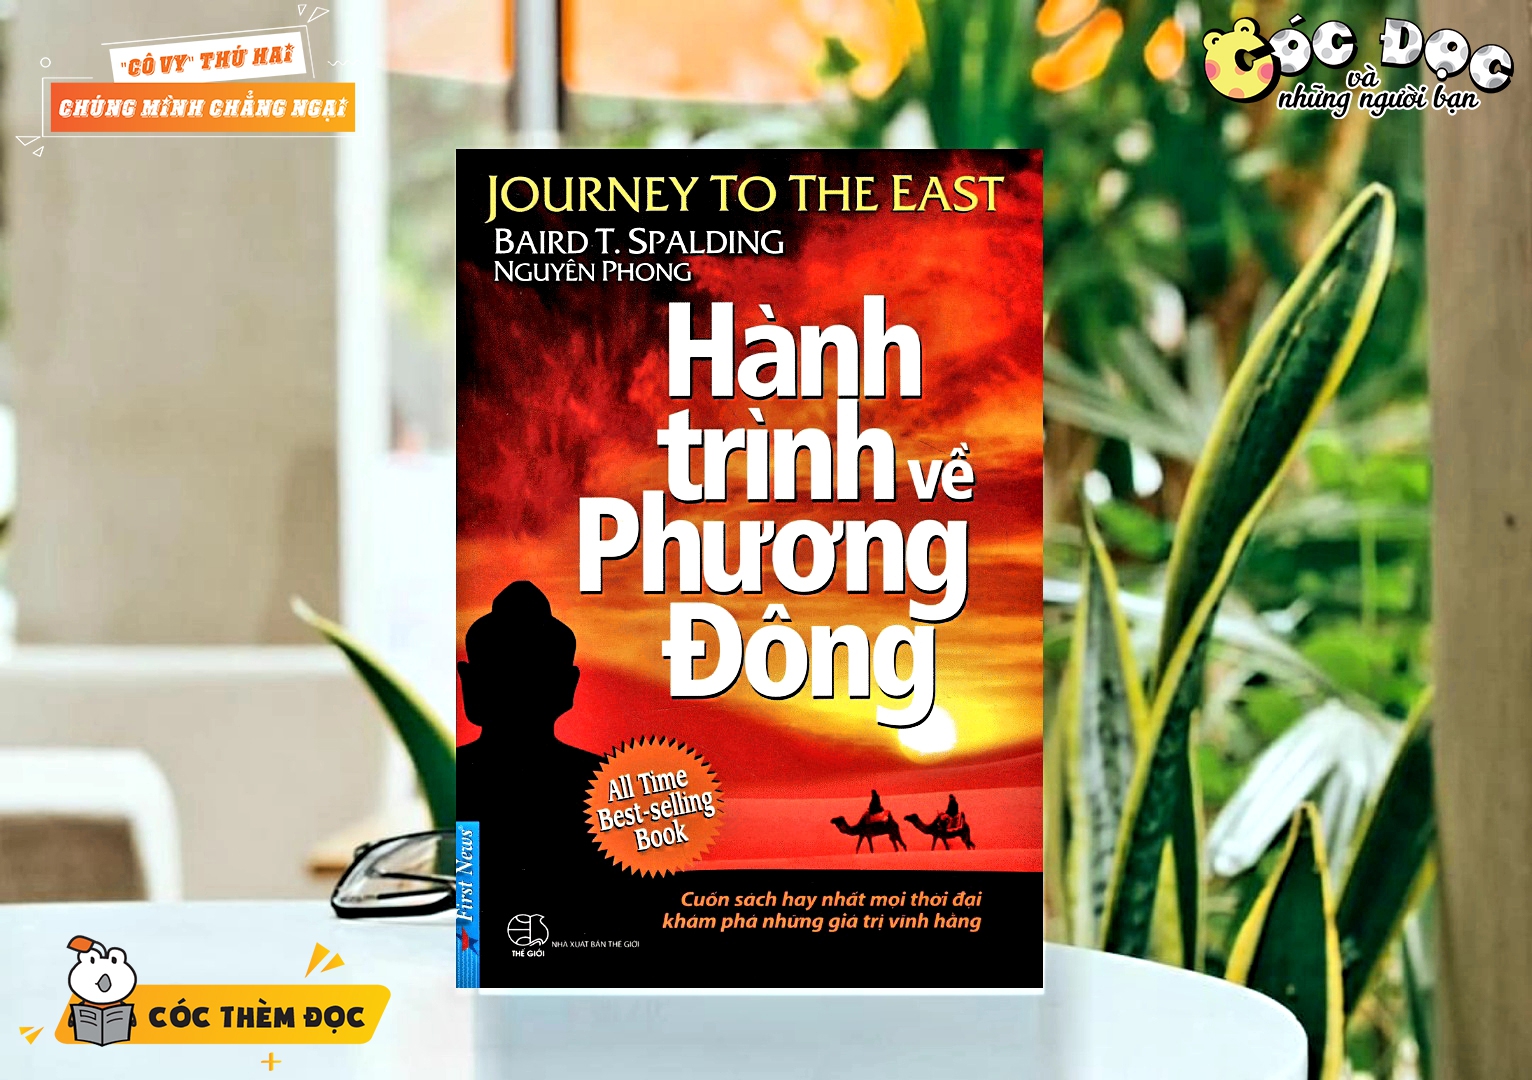 "CÔ VY" THỨ HAI
CHÚNG MÌNH CHẲNG NGẠI
CÓC ĐỌC
và
những người bạn
JOURNEY TO THE EAST
BAIRD T. SPALDING
NGUYÊN PHONG
Hành
trình về
Phương
Đông
All Time
Best-selling
Book
First News
Cuốn sách hay nhất mọi thời đại
khám phá những giá trị vĩnh hằng
THẾ GIỚI
NHÀ XUẤT BẢN THẾ GIỚI
CÓC THÈM ĐỌC